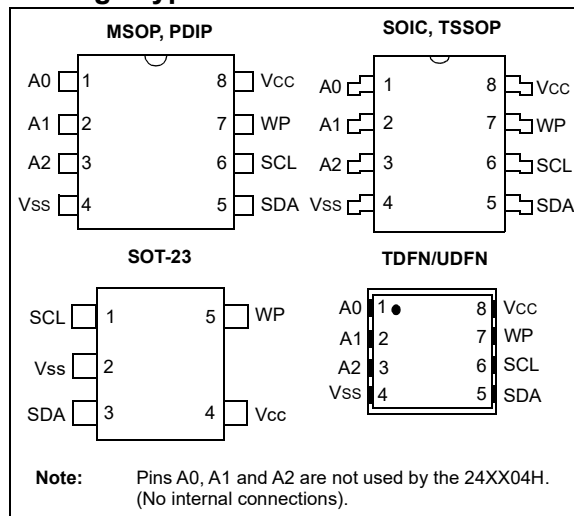 MSOP, PDIP
A0 1 8 VCC
A1 2 7 WP
A2 3 6 SCL
VSS 4 5 SDA
SOIC, TSSOP
A0 1 8 VCC
A1 2 7 WP
A2 3 6 SCL
VSS 4 5 SDA
SOT-23
SCL 1 5 WP
Vss 2
SDA 3 4 Vcc
TDFN/UDFN
A0 1 8 VCC
A1 2 7 WP
A2 3 6 SCL
VSS 4 5 SDA
Note: Pins A0, A1 and A2 are not used by the 24XX04H.
(No internal connections).